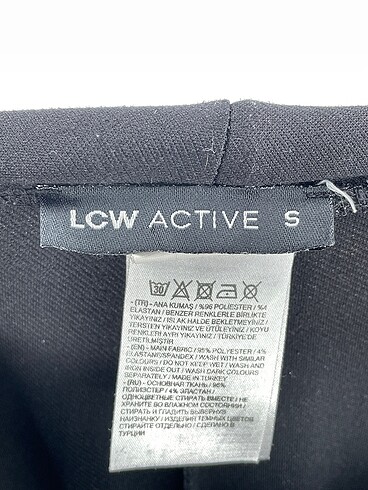 LCW ACTIVE S
30
- (TR) - ANA KUMAŞ / %96 POLIESTER / %4
ELASTAN / BENZER RENKLERLE BİRLİKTE
YIKAYINIZ / ISLAK HALDE BEKLETMEYİNİZ /
TERSTEN YIKAYINIZ VE ÜTÜLEYİNİZ / KOYU
RENKLERİ AYRI YIKAYINIZ / TÜRKİYE'DE
ÜRETİLMİŞTİR
- (EN) - MAIN FABRIC / 96% POLYESTER / 4%
ELASTANE/SPANDEX / WASH WITH SIMILAR
COLOURS / DO NOT KEEP WET / WASH AND
IRON INSIDE OUT / WASH DARK COLOURS
SEPARATELY / MADE IN TURKEY
- (RU) - ОСНОВНАЯ ТКАНЬ / 96%
ПОЛИЭСТЕР / 4% ЭЛАСТАН /
ОДНОЦВЕТНЫЕ СТИРАТЬ ВМЕСТЕ / НЕ
ХРАНИТЬ ВО ВЛАЖНОМ СОСТОЯНИИ /
СТИРАТЬ И ГЛАДИТЬ ВЫВЕРНУВ
НАИЗНАНКУ / ИЗДЕЛИЯ ТЕМНЫХ ЦВЕТОВ
СТИРАЙТЕ ОТДЕЛЬНО / СДЕЛАНО В
ТУРЦИИ